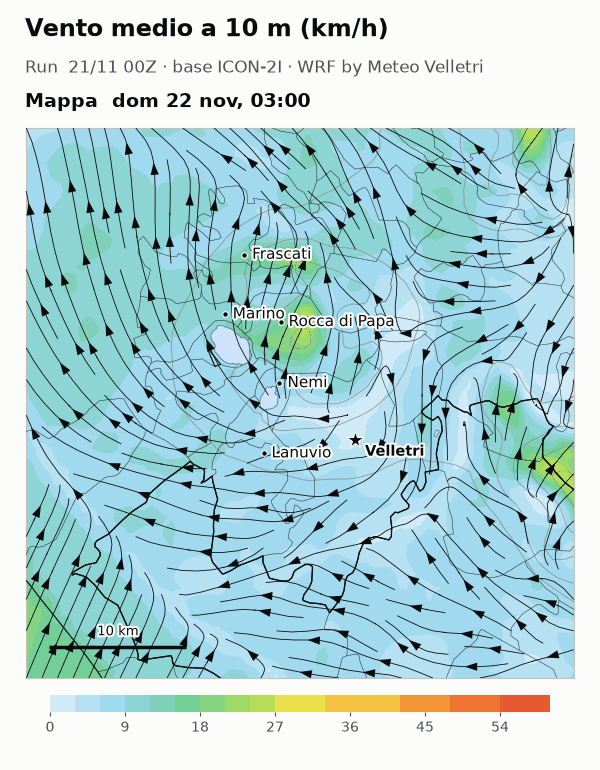 Vento medio a 10 m (km/h)
Run  21/11 00Z · base ICON-2I · WRF by Meteo Velletri
Mappa  dom 22 nov, 03:00
Frascati
Marino
Rocca di Papa
Nemi
Velletri
Lanuvio
10 km
0 9 18 27 36 45 54